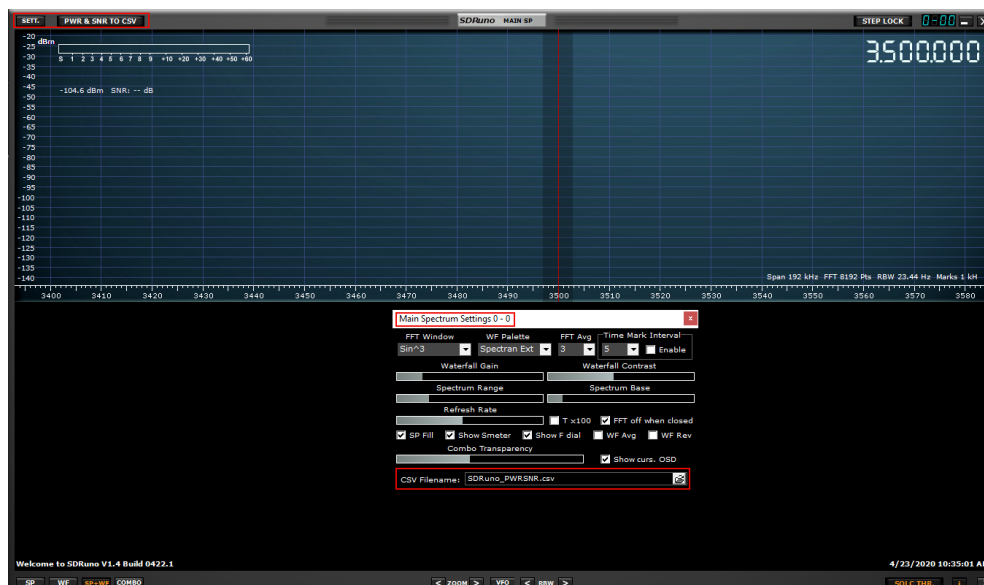 SETT. PWR & SNR TO CSV SDRuno MAIN SP STEP LOCK 0-00
-20
dBm
-25
-30 S 1 2 3 4 5 6 7 8 9 +10 +20 +30 +40 +50 +60 3.500.000
-35
-40
-45 -104.6 dBm SNR: -- dB
-50
-55
-60
-65
-70
-75
-80
-85
-90
-95
-100
-105
-110
-115
-120
-125
-130
-135
-140 Span 192 kHz FFT 8192 Pts RBW 23.44 Hz Marks 1 kH
3400 3410 3420 3430 3440 3450 3460 3470 3480 3490 3500 3510 3520 3530 3540 3550 3560 3570 3580
Main Spectrum Settings 0 - 0 x
FFT Window WF Palette FFT Avg Time Mark Interval
Sin^3 Spectran Ext 3 5 Enable
Waterfall Gain Waterfall Contrast
Spectrum Range Spectrum Base
Refresh Rate
T x100 FFT off when closed
SP Fill Show Smeter Show F dial WF Avg WF Rev
Combo Transparency
Show curs. OSD
CSV Filename: SDRuno_PWRSNR.csv
Welcome to SDRuno V1.4 Build 0422.1 4/23/2020 10:35:01 A
SP WF SP+WF COMBO < ZOOM > VFO < RBW > SQLC THR. i